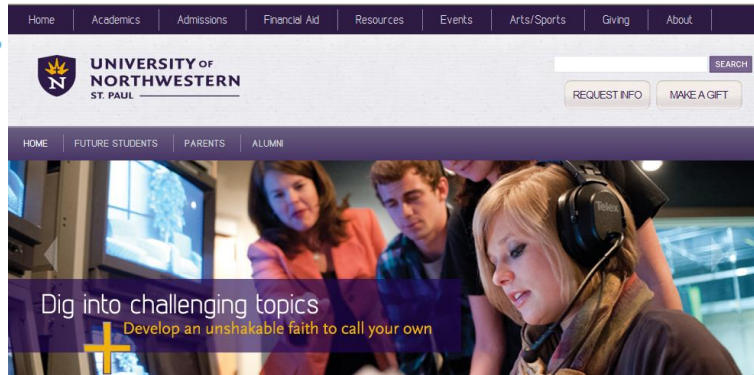 Home Academics Admissions Financial Aid Resources Events Arts/Sports Giving About
N
UNIVERSITY OF
NORTHWESTERN
ST. PAUL
SEARCH
REQUEST INFO MAKE A GIFT
HOME FUTURE STUDENTS PARENTS ALUMNI
Telex
Dig into challenging topics
Develop an unshakable faith to call your own